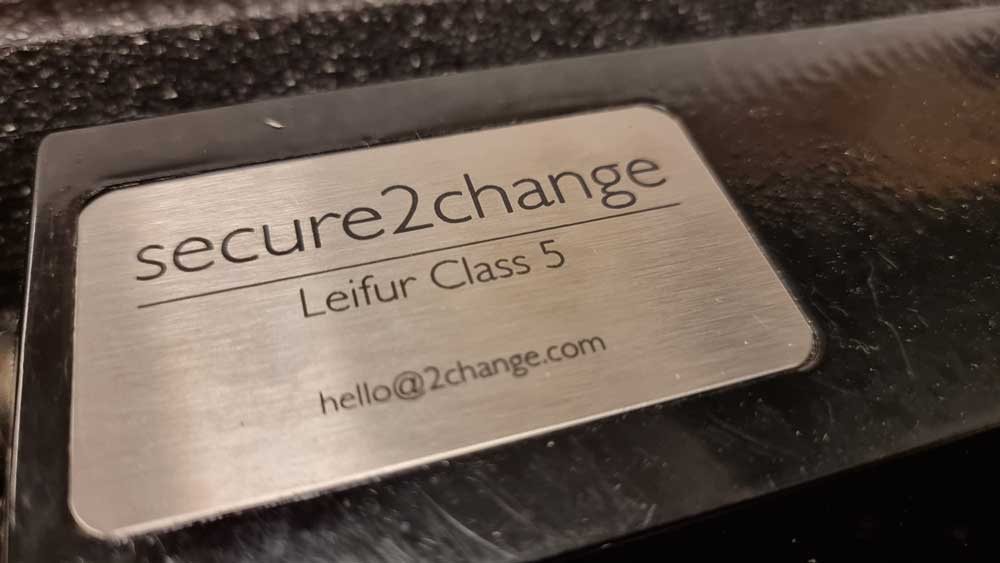 secure2change
Leifur Class 5
hello@2change.com